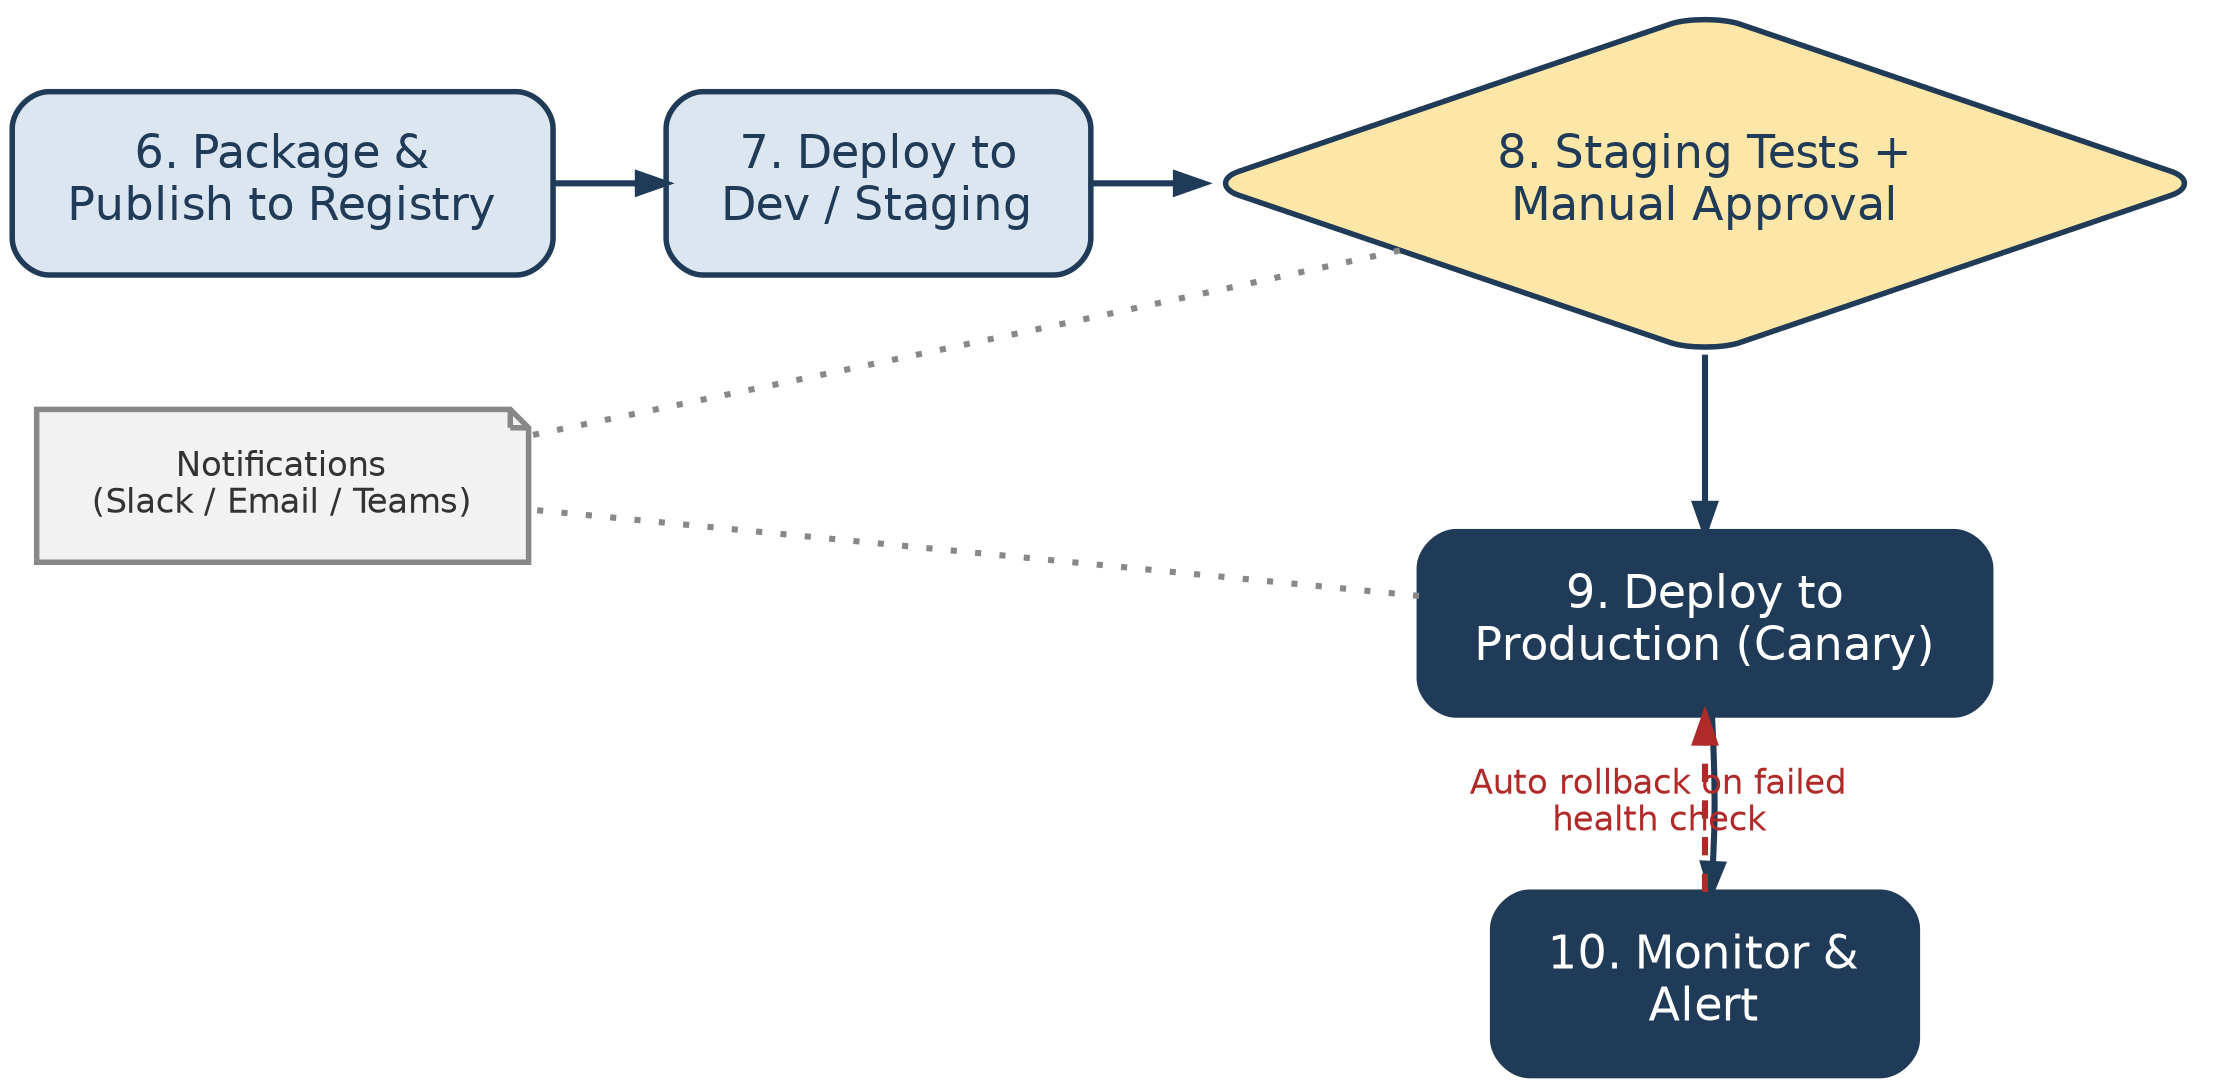 6. Package &
Publish to Registry
7. Deploy to
Dev / Staging
8. Staging Tests +
Manual Approval
Notifications
(Slack / Email / Teams)
9. Deploy to
Production (Canary)
Auto rollback on failed
health check
10. Monitor &
Alert